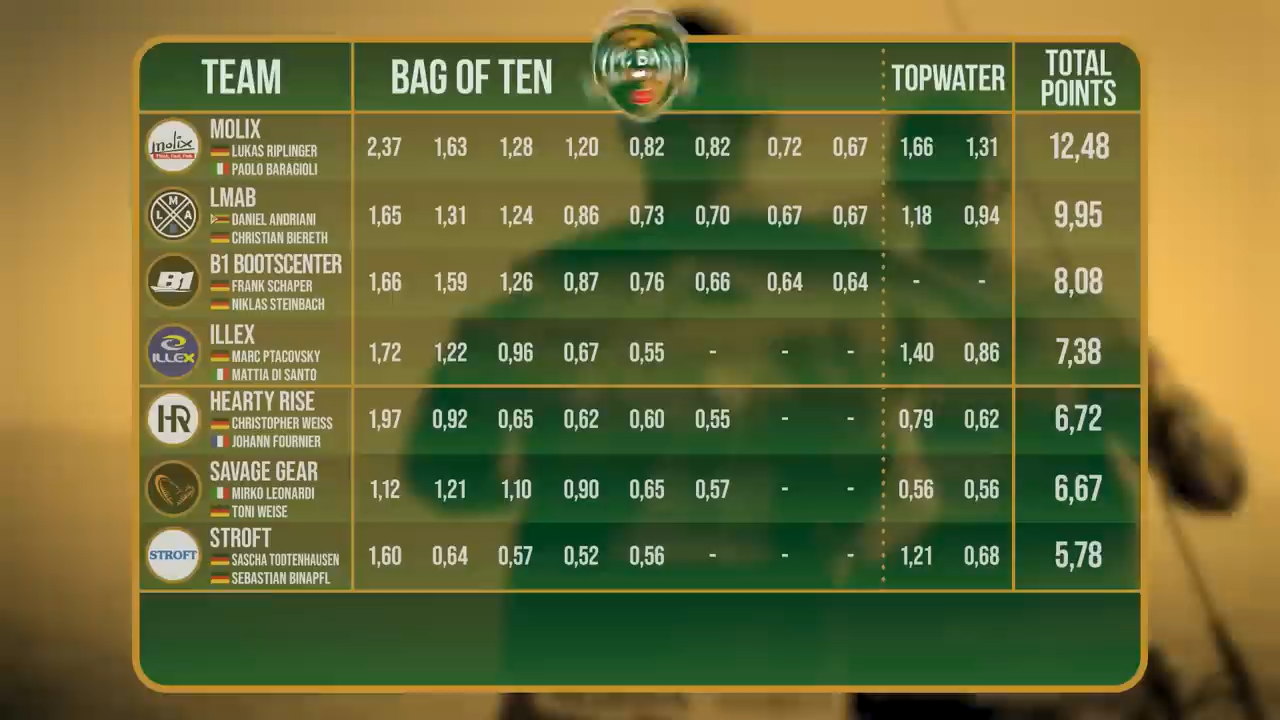 TEAM BAG OF TEN TOPWATER TOTAL POINTS
MOLIX
LUKAS RIPLINGER
PAOLO BARAGIOLI
2,37 1,63 1,28 1,20 0,82 0,82 0,72 0,67 1,66 1,31 12,48
LMAB
DANIEL ANDRIANI
CHRISTIAN BIERETH
1,65 1,31 1,24 0,86 0,73 0,70 0,67 0,67 1,18 0,94 9,95
B1
B1 BOOTSCENTER
FRANK SCHAPER
NIKLAS STEINBACH
1,66 1,59 1,26 0,87 0,76 0,66 0,64 0,64 - - 8,08
ILLEX
ILLEX
MARC PTACOVSKY
MATTIA DI SANTO
1,72 1,22 0,96 0,67 0,55 - - - 1,40 0,86 7,38
HR
HEARTY RISE
CHRISTOPHER WEISS
JOHANN FOURNIER
1,97 0,92 0,65 0,62 0,60 0,55 - - 0,79 0,62 6,72
SAVAGE GEAR
MIRKO LEONARDI
TONI WEISE
1,12 1,21 1,10 0,90 0,65 0,57 - - 0,56 0,56 6,67
STROFT
STROFT
SASCHA TODTENHAUSEN
SEBASTIAN BINAPFL
1,60 0,64 0,57 0,52 0,56 - - - 1,21 0,68 5,78